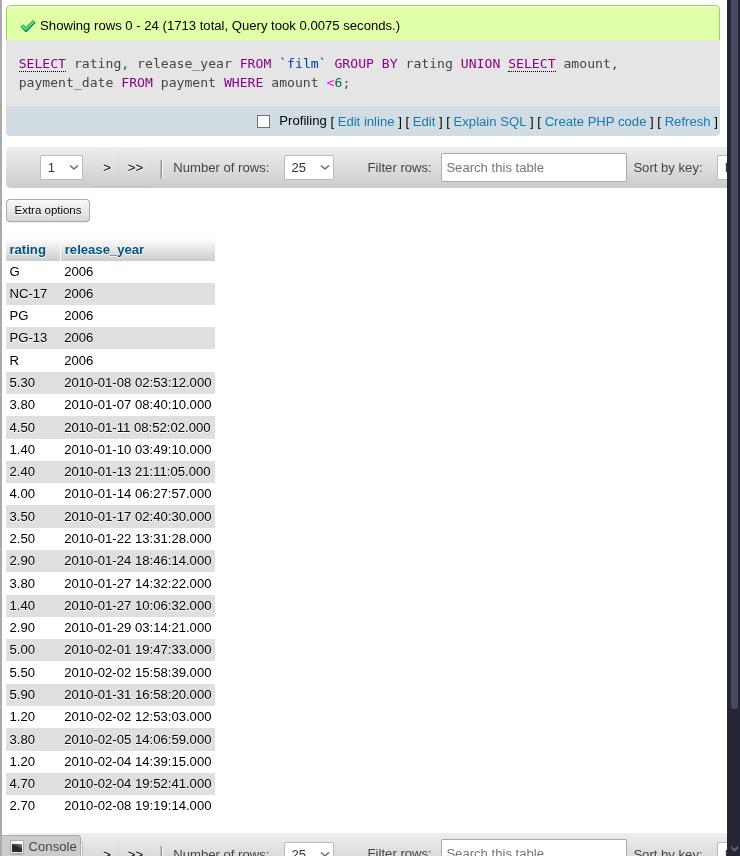 Showing rows 0 - 24 (1713 total, Query took 0.0075 seconds.)
SELECT rating, release_year FROM `film` GROUP BY rating UNION SELECT amount,
payment_date FROM payment WHERE amount <6;
Profiling [ Edit inline ] [ Edit ] [ Explain SQL ] [ Create PHP code ] [ Refresh ]
1 > >> Number of rows: 25 Filter rows: Search this table Sort by key:
Extra options
rating release_year
G 2006
NC-17 2006
PG 2006
PG-13 2006
R 2006
5.30 2010-01-08 02:53:12.000
3.80 2010-01-07 08:40:10.000
4.50 2010-01-11 08:52:02.000
1.40 2010-01-10 03:49:10.000
2.40 2010-01-13 21:11:05.000
4.00 2010-01-14 06:27:57.000
3.50 2010-01-17 02:40:30.000
2.50 2010-01-22 13:31:28.000
2.90 2010-01-24 18:46:14.000
3.80 2010-01-27 14:32:22.000
1.40 2010-01-27 10:06:32.000
2.90 2010-01-29 03:14:21.000
5.00 2010-02-01 19:47:33.000
5.50 2010-02-02 15:58:39.000
5.90 2010-01-31 16:58:20.000
1.20 2010-02-02 12:53:03.000
3.80 2010-02-05 14:06:59.000
1.20 2010-02-04 14:39:15.000
4.70 2010-02-04 19:52:41.000
2.70 2010-02-08 19:19:14.000
Console > >> Number of rows: 25 Filter rows: Search this table Sort by key: